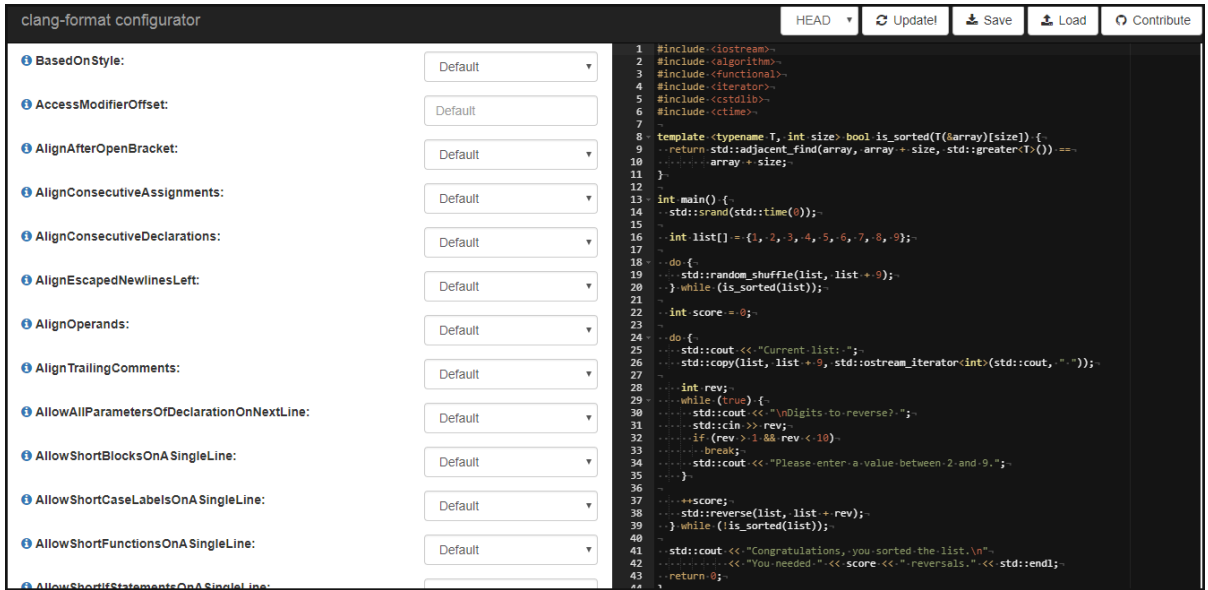 clang-format configurator
HEAD Update! Save Load Contribute
BasedOnStyle: Default
AccessModifierOffset: Default
AlignAfterOpenBracket: Default
AlignConsecutiveAssignments: Default
AlignConsecutiveDeclarations: Default
AlignEscapedNewlinesLeft: Default
AlignOperands: Default
AlignTrailingComments: Default
AllowAllParametersOfDeclarationOnNextLine: Default
AllowShortBlocksOnASingleLine: Default
AllowShortCaseLabelsOnASingleLine: Default
AllowShortFunctionsOnASingleLine: Default
AllowShortIfStatementsOnASingleLine:
1 #include <iostream>
2 #include <algorithm>
3 #include <functional>
4 #include <iterator>
5 #include <cstdlib>
6 #include <ctime>
7
8 template <typename T, int size> bool is_sorted(T(&array)[size]) {
9   return std::adjacent_find(array, array + size, std::greater<T>()) ==
10          array + size;
11 }
12
13 int main() {
14   std::srand(std::time(0));
15
16   int list[] = {1, 2, 3, 4, 5, 6, 7, 8, 9};
17
18   do {
19     std::random_shuffle(list, list + 9);
20   } while (is_sorted(list));
21
22   int score = 0;
23
24   do {
25     std::cout << "Current list: ";
26     std::copy(list, list + 9, std::ostream_iterator<int>(std::cout, " "));
27
28     int rev;
29     while (true) {
30       std::cout << "\nDigits to reverse? ";
31       std::cin >> rev;
32       if (rev > 1 && rev < 10)
33         break;
34       std::cout << "Please enter a value between 2 and 9.";
35     }
36
37     ++score;
38     std::reverse(list, list + rev);
39   } while (!is_sorted(list));
40
41   std::cout << "Congratulations, you sorted the list.\n"
42             << "You needed " << score << " reversals." << std::endl;
43   return 0;
44 }